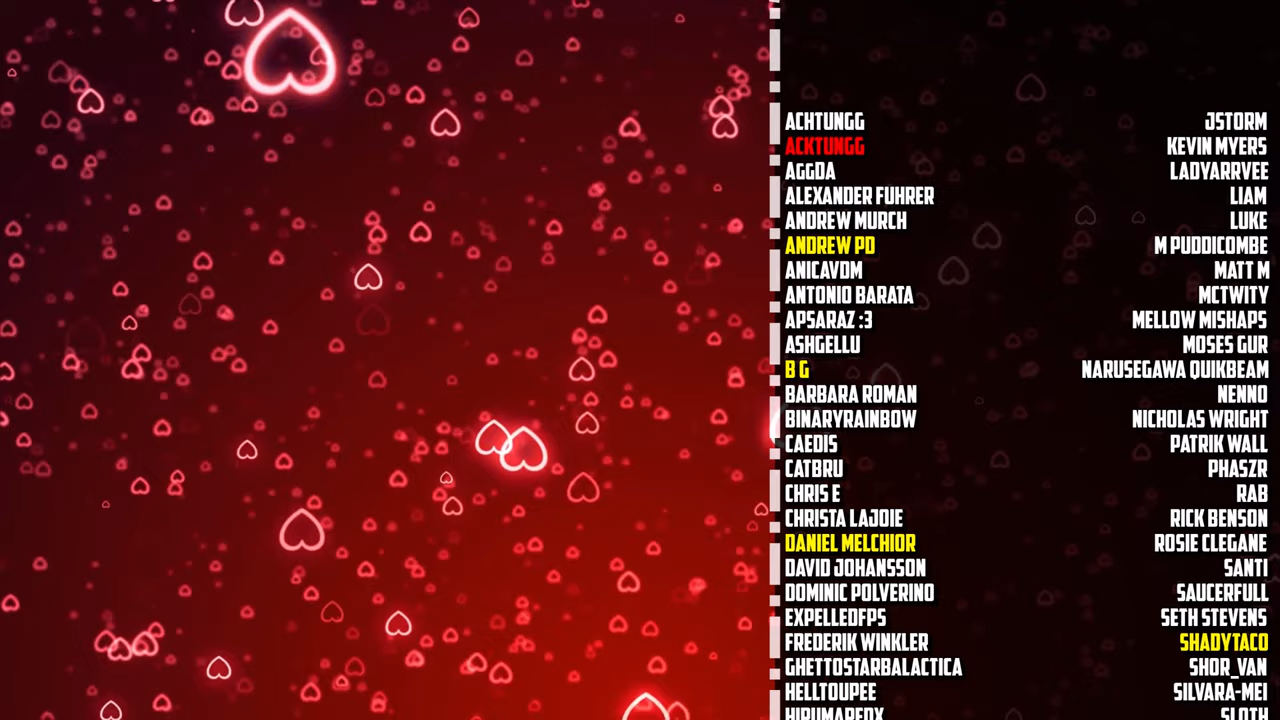 ACHTUNGG
ACKTUNGG
AGGDA
ALEXANDER FUHRER
ANDREW MURCH
ANDREW PD
ANICAVDM
ANTONIO BARATA
APSARAZ :3
ASHGELLU
B G
BARBARA ROMAN
BINARYRAINBOW
CAEDIS
CATBRU
CHRIS E
CHRISTA LAJOIE
DANIEL MELCHIOR
DAVID JOHANSSON
DOMINIC POLVERINO
EXPELLEDFPS
FREDERIK WINKLER
GHETTOSTARBALACTICA
HELLTOUPEE
HIRUMAREDX
JSTORM
KEVIN MYERS
LADYARRVEE
LIAM
LUKE
M PUDDICOMBE
MATT M
MCTWITY
MELLOW MISHAPS
MOSES GUR
NARUSEGAWA QUIKBEAM
NENNO
NICHOLAS WRIGHT
PATRIK WALL
PHASZR
RAB
RICK BENSON
ROSIE CLEGANE
SANTI
SAUCERFULL
SETH STEVENS
SHADYTACO
SHOR_VAN
SILVARA-MEI
SLOTH